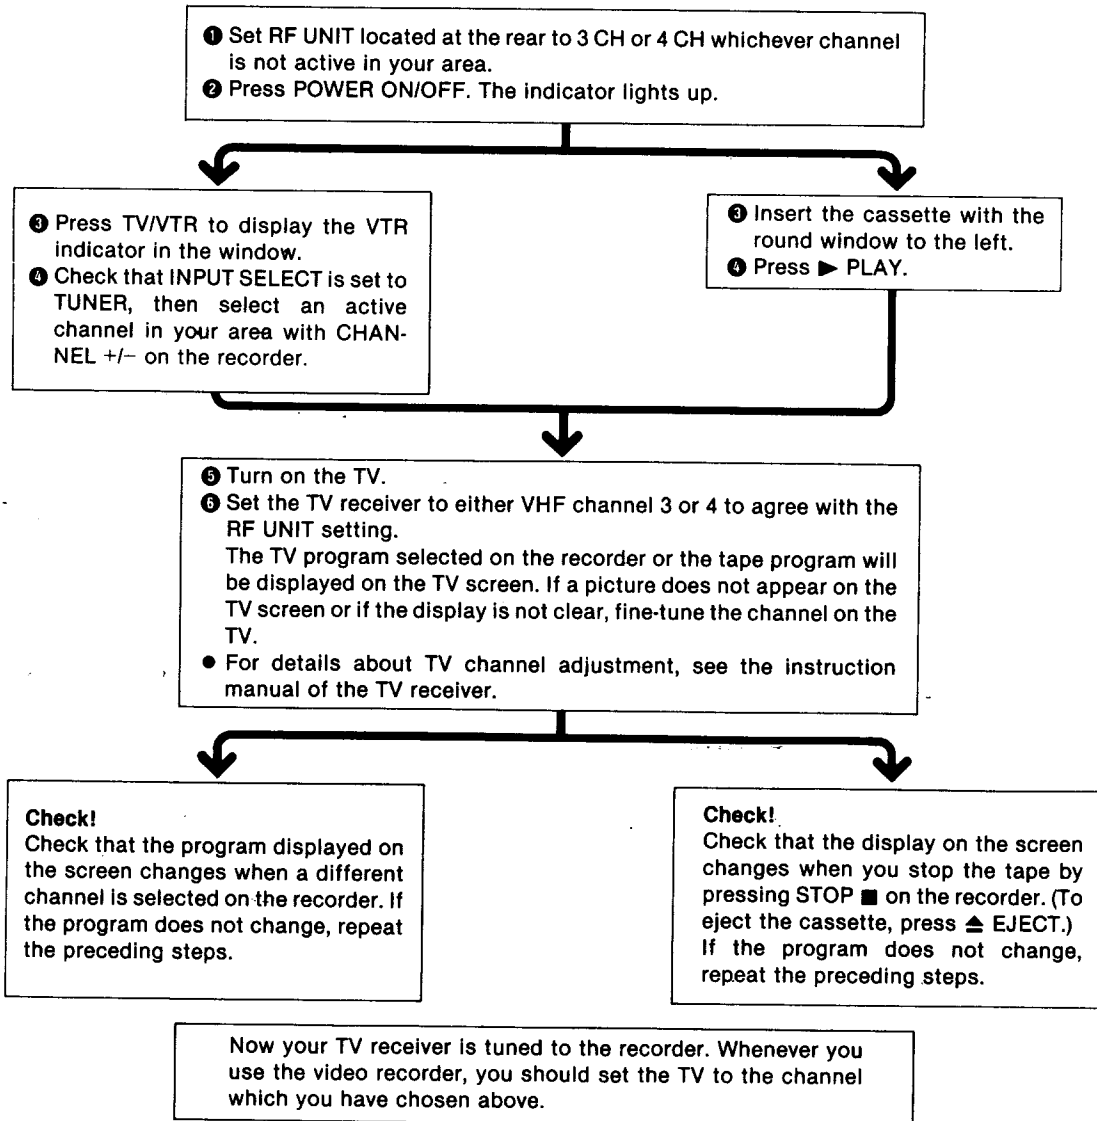 ❶ Set RF UNIT located at the rear to 3 CH or 4 CH whichever channel
is not active in your area.
❷ Press POWER ON/OFF. The indicator lights up.
❸ Press TV/VTR to display the VTR
indicator in the window.
❹ Check that INPUT SELECT is set to
TUNER, then select an active
channel in your area with CHAN-
NEL +/− on the recorder.
❸ Insert the cassette with the
round window to the left.
❹ Press ▶ PLAY.
❺ Turn on the TV.
❻ Set the TV receiver to either VHF channel 3 or 4 to agree with the
RF UNIT setting.
The TV program selected on the recorder or the tape program will
be displayed on the TV screen. If a picture does not appear on the
TV screen or if the display is not clear, fine-tune the channel on the
TV.
● For details about TV channel adjustment, see the instruction
manual of the TV receiver.
Check!
Check that the program displayed on
the screen changes when a different
channel is selected on the recorder. If
the program does not change, repeat
the preceding steps.
Check!
Check that the display on the screen
changes when you stop the tape by
pressing STOP ■ on the recorder. (To
eject the cassette, press ⏏ EJECT.)
If the program does not change,
repeat the preceding steps.
Now your TV receiver is tuned to the recorder. Whenever you
use the video recorder, you should set the TV to the channel
which you have chosen above.